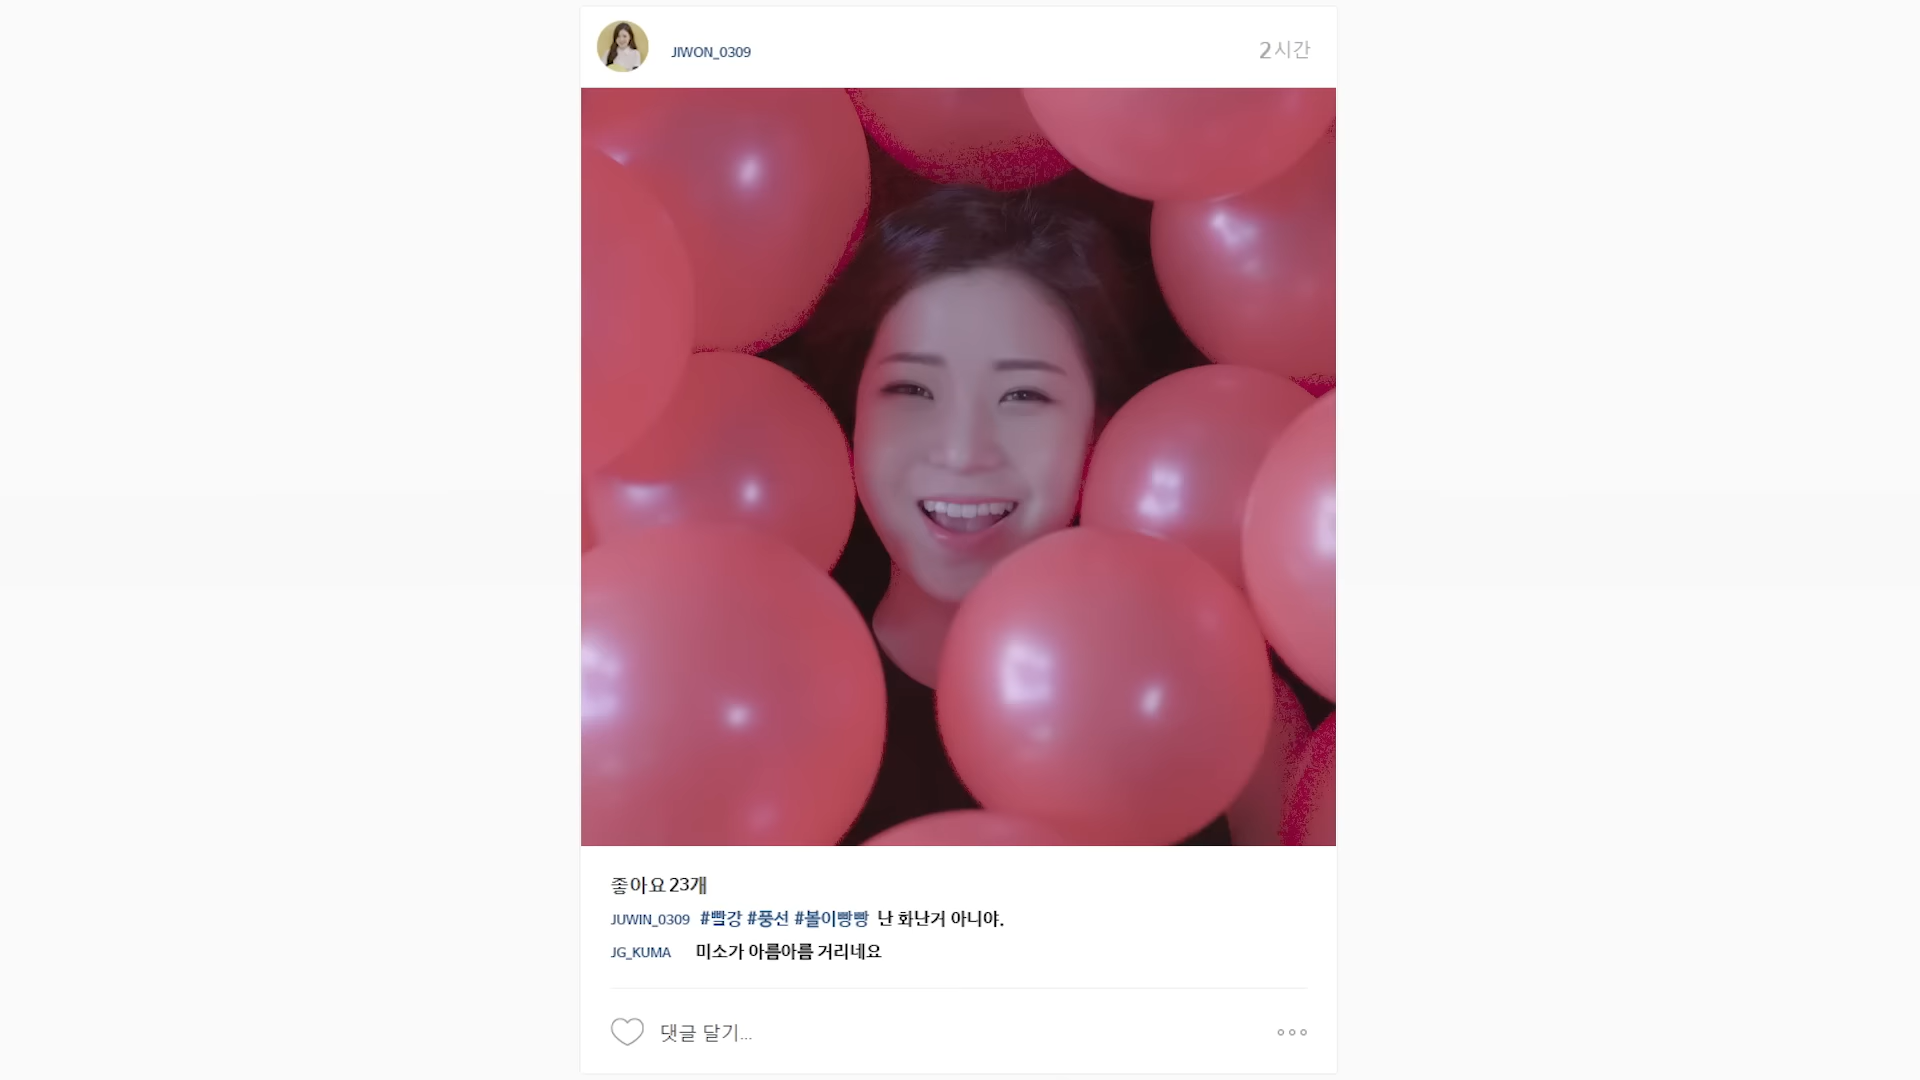 JIWON_0309
2시간
좋아요 23개
JUWIN_0309 #빨강 #풍선 #볼이빵빵 난 화난거 아니야.
JG_KUMA 미소가 아름아름 거리네요
댓글 달기...